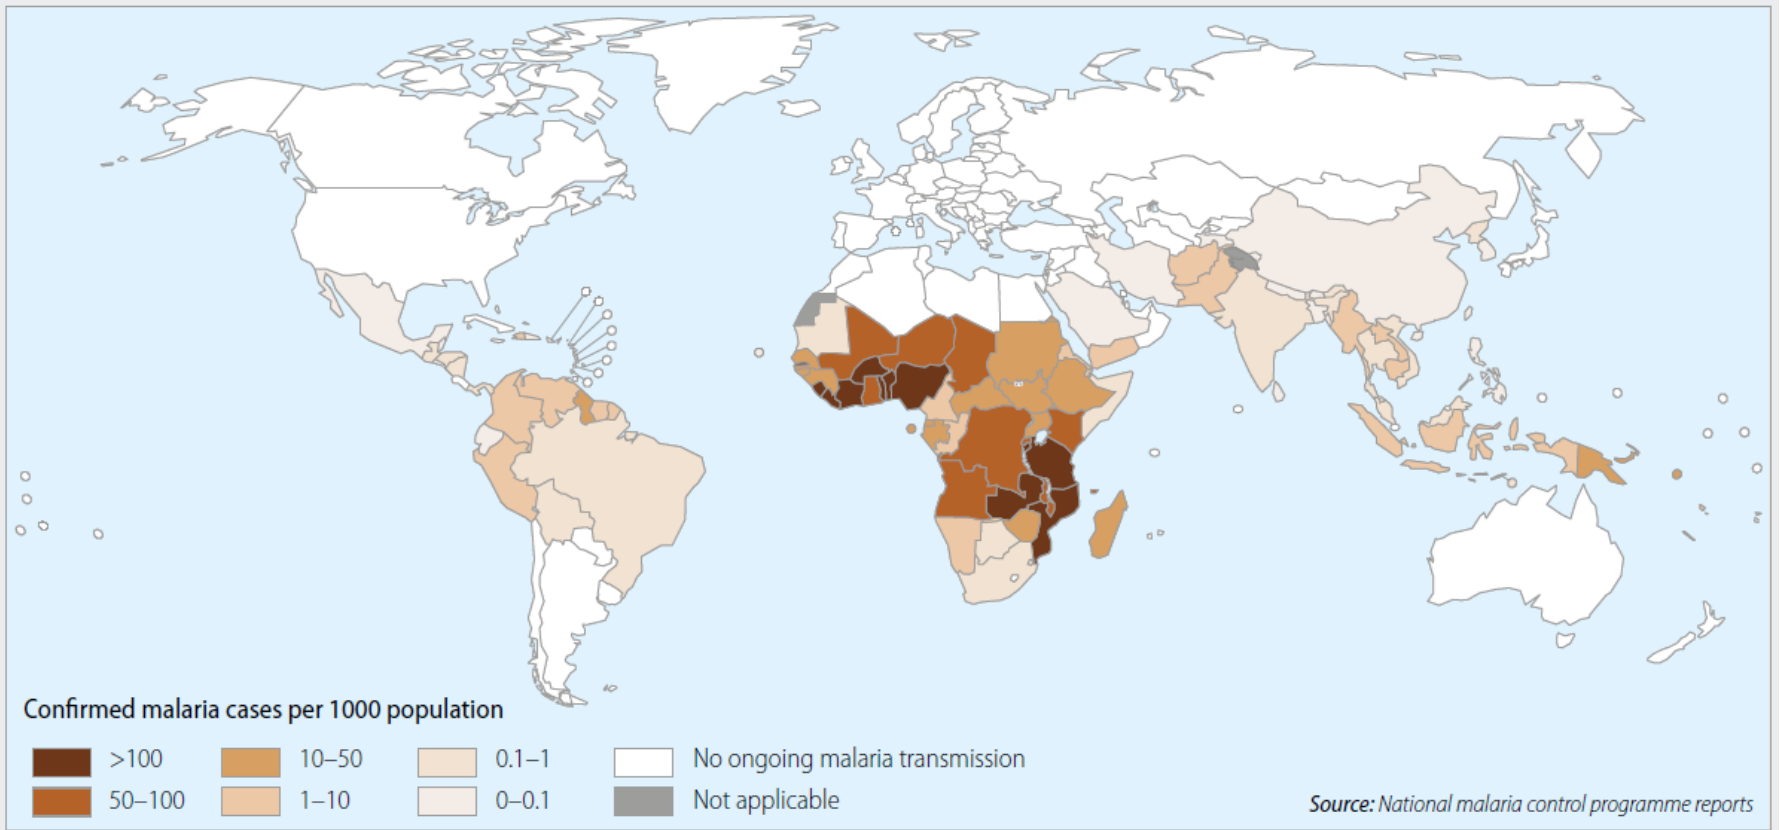 Confirmed malaria cases per 1000 population
>100
10–50
0.1–1
No ongoing malaria transmission
50–100
1–10
0–0.1
Not applicable
Source: National malaria control programme reports